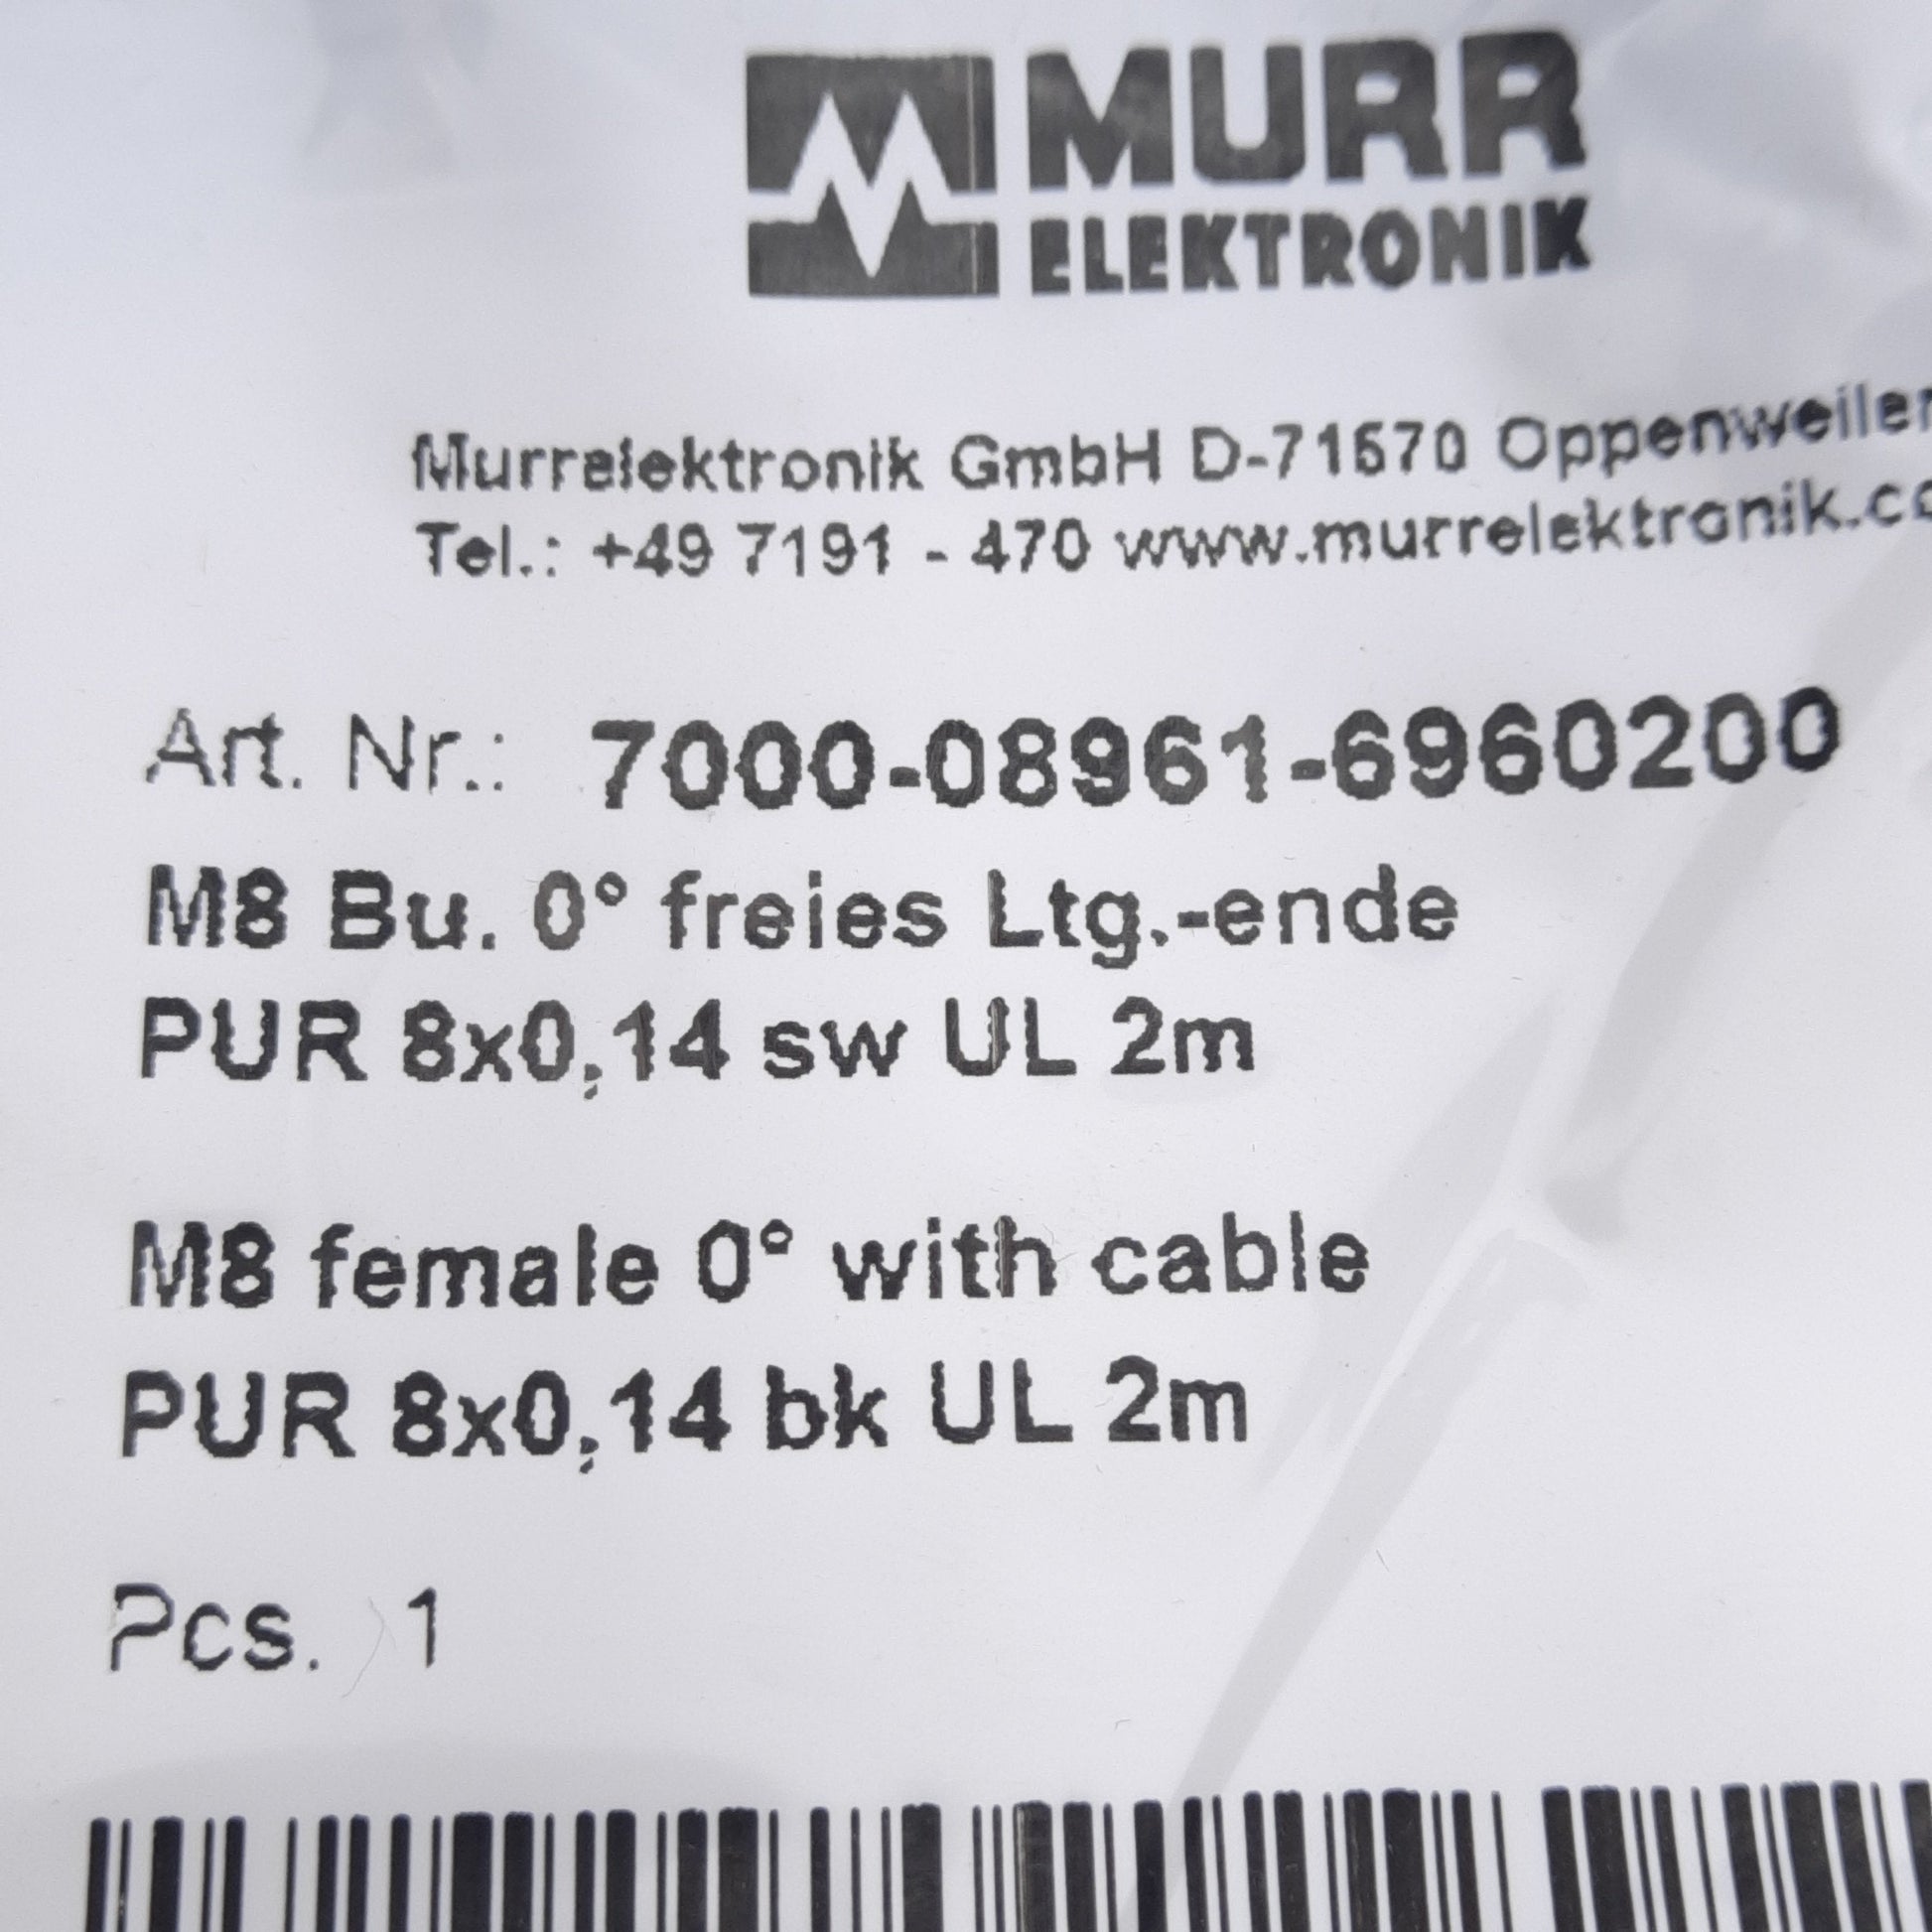 MURR
ELEKTRONIK
Murrelektronik GmbH D-71570 Oppenweiler
Tel.: +49 7191 - 470 www.murrelektronik.co
Art. Nr.: 7000-08961-6960200
M8 Bu. 0° freies Ltg.-ende
PUR 8x0,14 sw UL 2m
M8 female 0° with cable
PUR 8x0,14 bk UL 2m
Pcs. 1